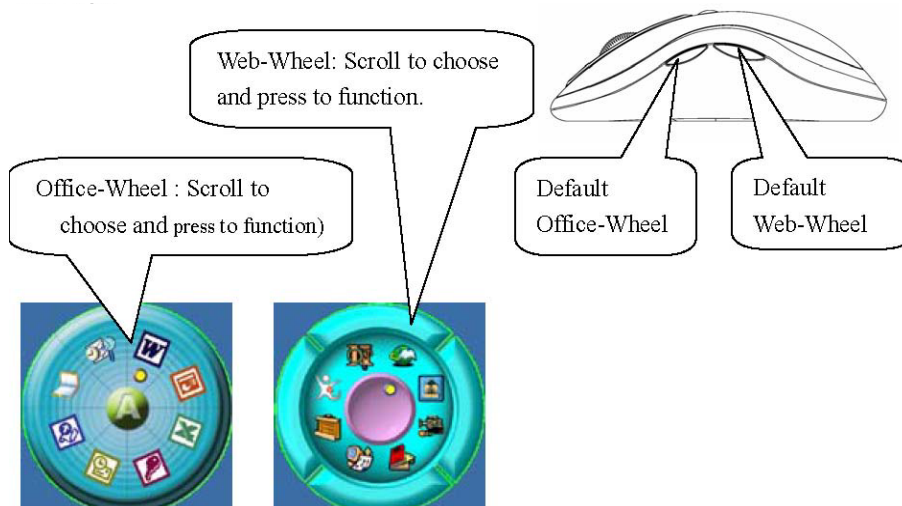 Web-Wheel: Scroll to choose
and press to function.
Office-Wheel : Scroll to
choose and press to function)
Default
Office-Wheel
Default
Web-Wheel
W
A